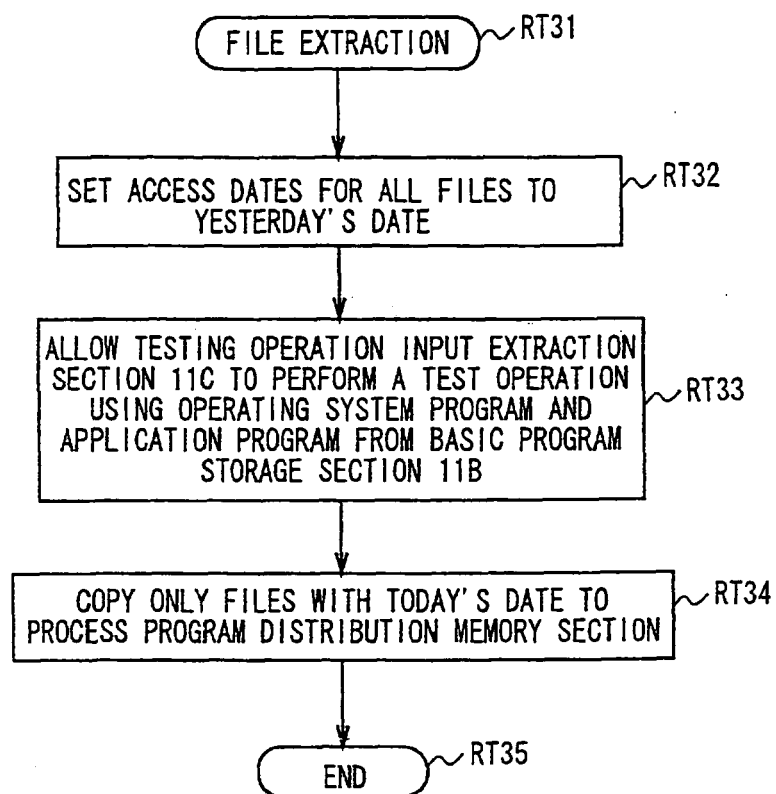 FILE EXTRACTION
RT31
SET ACCESS DATES FOR ALL FILES TO
YESTERDAY'S DATE
RT32
ALLOW TESTING OPERATION INPUT EXTRACTION
SECTION 11C TO PERFORM A TEST OPERATION
USING OPERATING SYSTEM PROGRAM AND
APPLICATION PROGRAM FROM BASIC PROGRAM
STORAGE SECTION 11B
RT33
COPY ONLY FILES WITH TODAY'S DATE TO
PROCESS PROGRAM DISTRIBUTION MEMORY SECTION
RT34
END
RT35